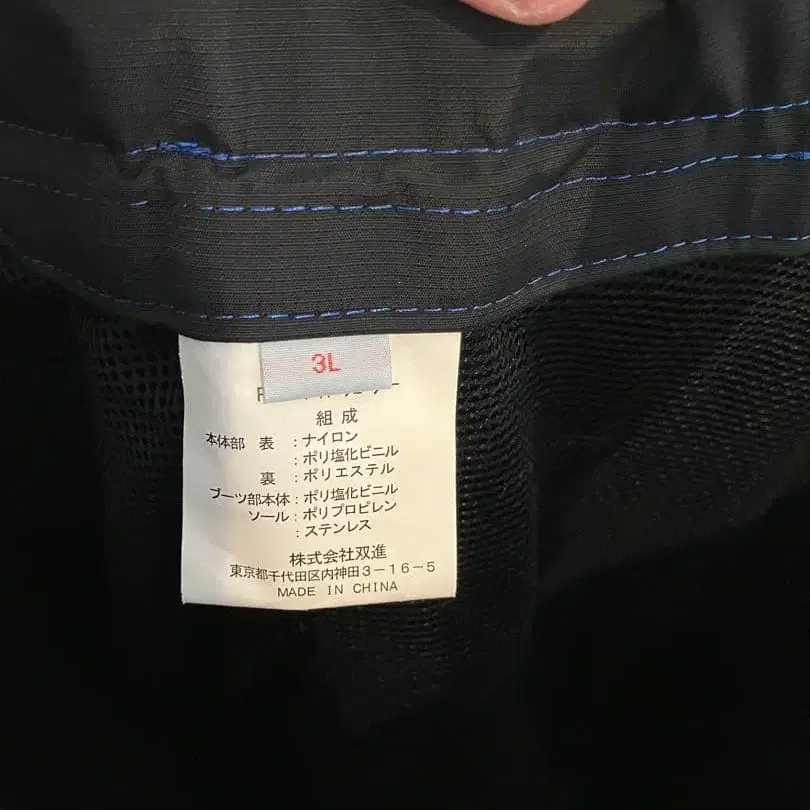 3L
組成
本体部 表 : ナイロン
: ポリ塩化ビニル
裏 : ポリエステル
ブーツ部本体 : ポリ塩化ビニル
ソール : ポリプロピレン
: ステンレス
株式会社双進
東京都千代田区内神田3-16-5
MADE IN CHINA